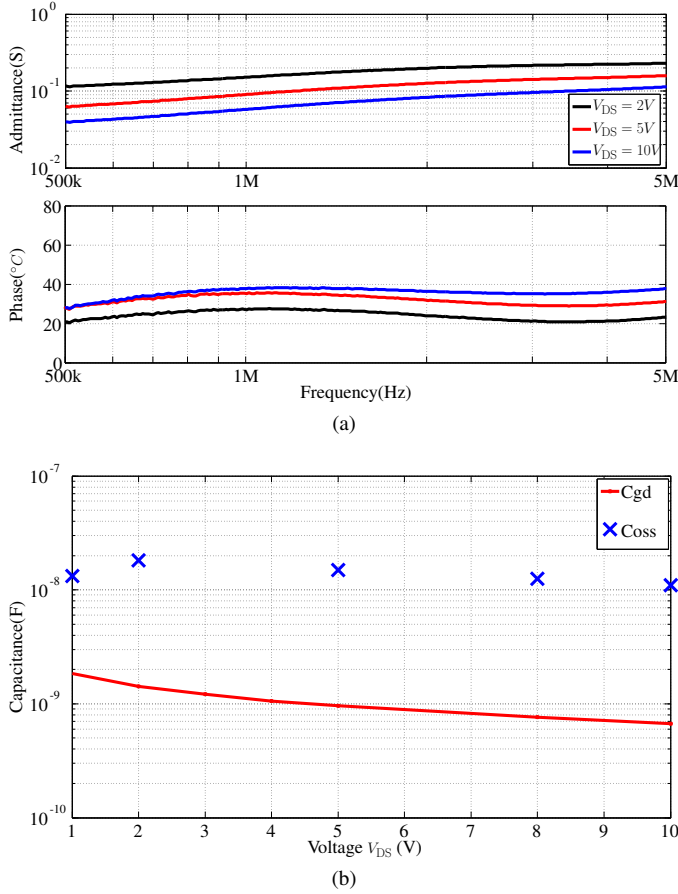 10^0
10^-1
10^-2
Admittance(S)
V_DS = 2V
V_DS = 5V
V_DS = 10V
500k 1M 5M
80
60
40
20
0
Phase(°C)
500k 1M 5M
Frequency(Hz)
(a)
10^-7
10^-8
10^-9
10^-10
Capacitance(F)
Cgd
Coss
1 2 3 4 5 6 7 8 9 10
Voltage V_DS (V)
(b)